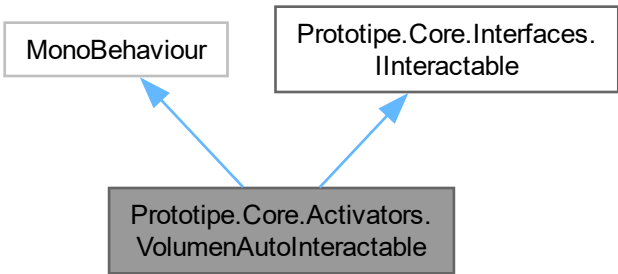 MonoBehaviour
Prototipe.Core.Interfaces.
IInteractable
Prototipe.Core.Activators.
VolumenAutoInteractable